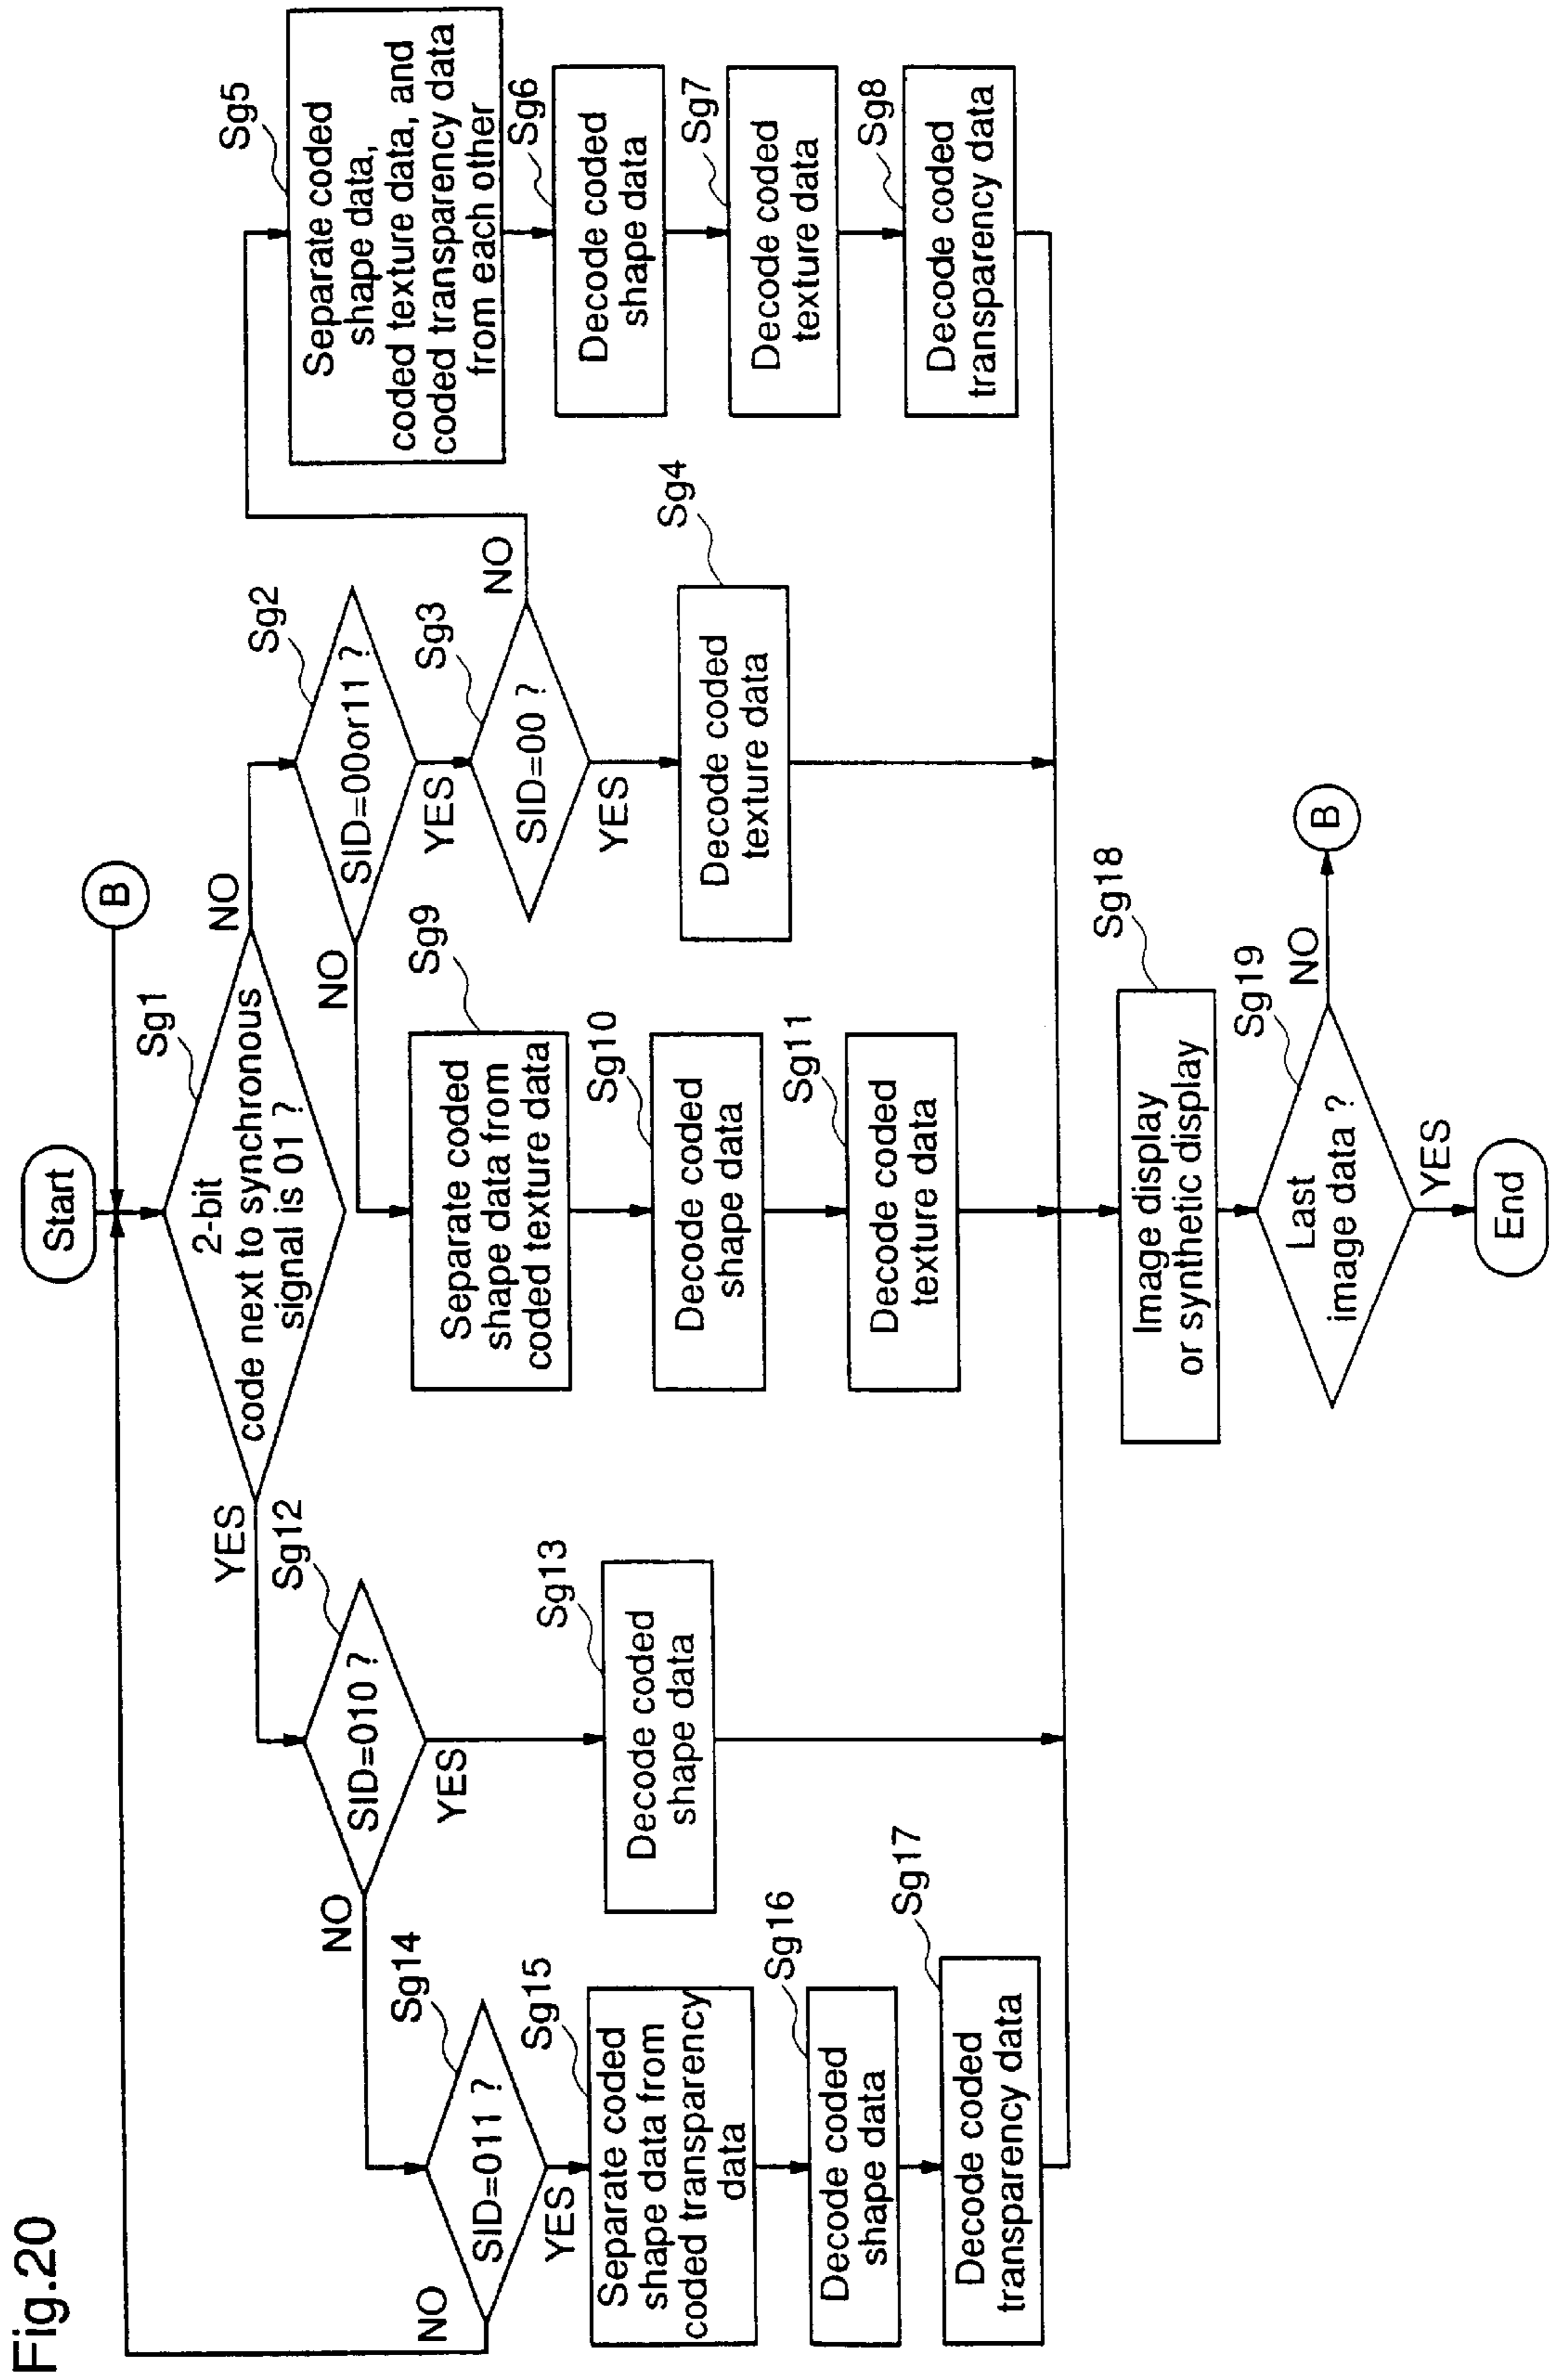 Fig.20
Start
B
Sg1
2-bit
code next to synchronous
signal is 01 ?
YES
NO
Sg12
SID=010 ?
NO
YES
Sg13
Decode coded
shape data
Sg14
SID=011 ?
NO
YES
Sg15
Separate coded
shape data from
coded transparency
data
Sg16
Decode coded
shape data
Sg17
Decode coded
transparency data
Sg2
SID=00or11 ?
NO
YES
Sg9
Separate coded
shape data from
coded texture data
Sg10
Decode coded
shape data
Sg11
Decode coded
texture data
Sg3
SID=00 ?
NO
YES
Sg4
Decode coded
texture data
Sg5
Separate coded
shape data,
coded texture data, and
coded transparency data
from each other
Sg6
Decode coded
shape data
Sg7
Decode coded
texture data
Sg8
Decode coded
transparency data
Sg18
Image display
or synthetic display
Sg19
Last
image data ?
NO
B
YES
End